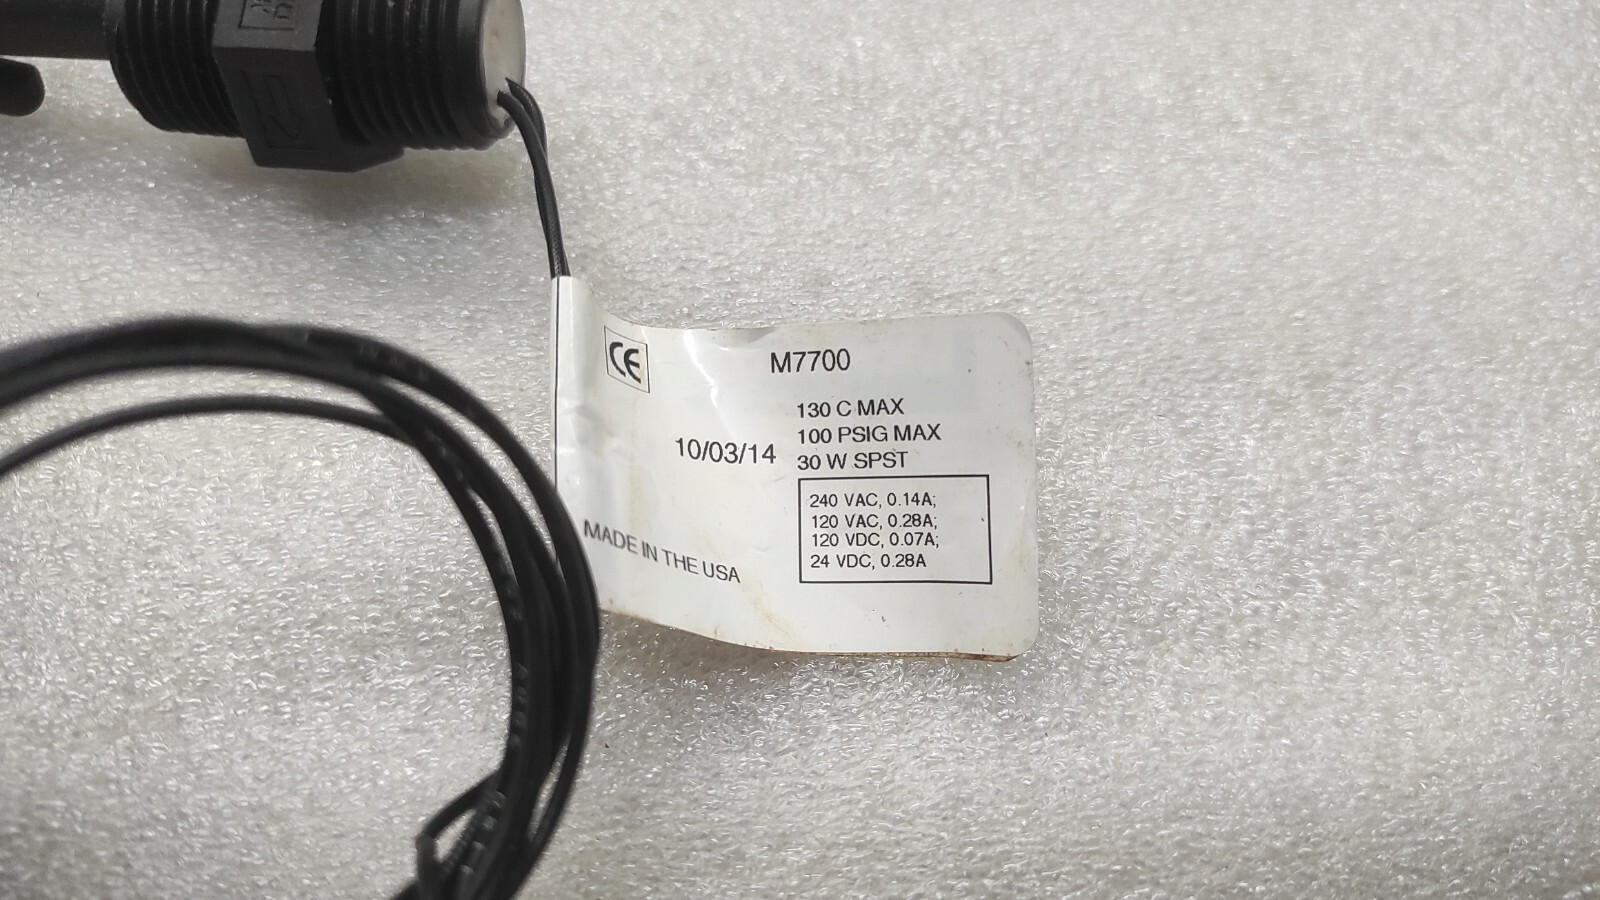 CE
M7700
130 C MAX
100 PSIG MAX
10/03/14
30 W SPST
240 VAC, 0.14A;
120 VAC, 0.28A;
120 VDC, 0.07A;
24 VDC, 0.28A
MADE IN THE USA